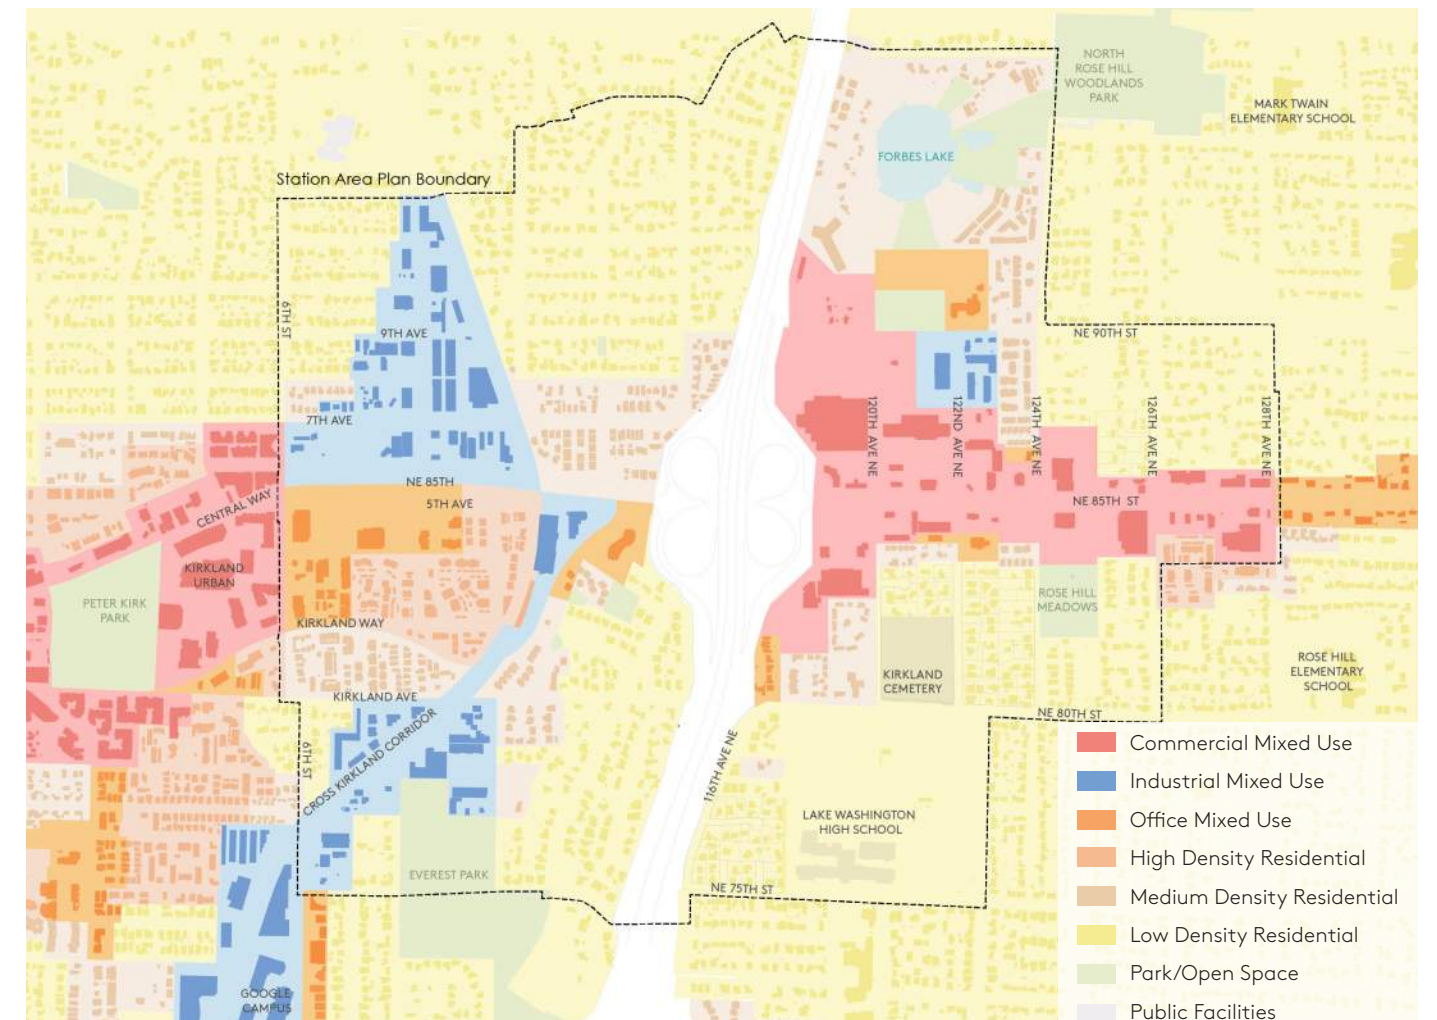 NORTH
ROSE HILL
WOODLANDS
PARK
MARK TWAIN
ELEMENTARY SCHOOL
FORBES LAKE
Station Area Plan Boundary
6TH ST
9TH AVE
NE 90TH ST
7TH AVE
120TH AVE NE
122ND AVE NE
124TH AVE NE
126TH AVE NE
128TH AVE NE
NE 85TH
5TH AVE
CENTRAL WAY
NE 85TH ST
KIRKLAND
URBAN
PETER KIRK
PARK
KIRKLAND WAY
ROSE HILL
MEADOWS
KIRKLAND
CEMETERY
ROSE HILL
ELEMENTARY
SCHOOL
KIRKLAND AVE
NE 80TH ST
6TH ST
CROSS KIRKLAND CORRIDOR
116TH AVE NE
LAKE WASHINGTON
HIGH SCHOOL
EVEREST PARK
NE 75TH ST
GOOGLE
CAMPUS
Commercial Mixed Use
Industrial Mixed Use
Office Mixed Use
High Density Residential
Medium Density Residential
Low Density Residential
Park/Open Space
Public Facilities